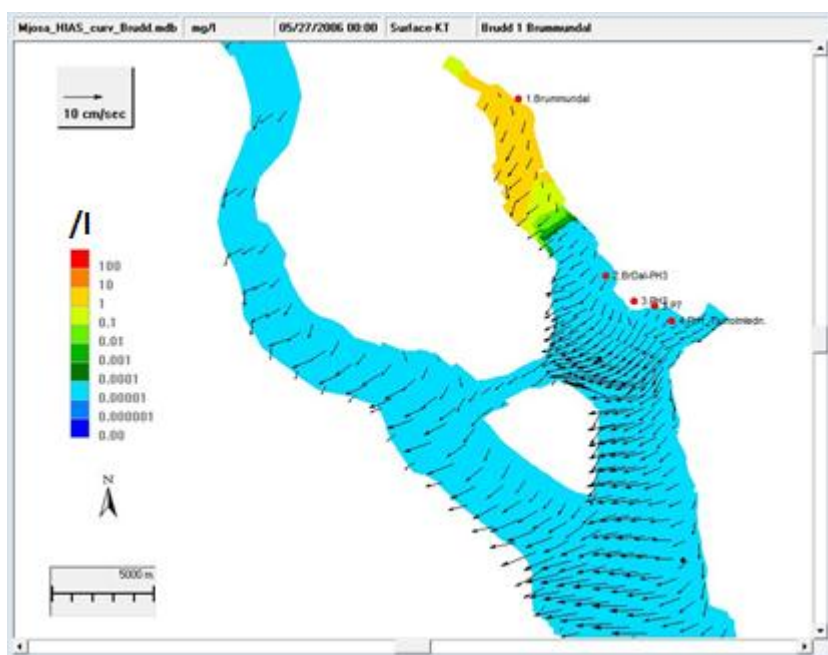 Mjosa_HIAS_curv_Brudd.mdb mg/l 05/27/2006 00:00 Surface-KT Brudd 1 Brummundal
10 cm/sec
1.Brummundal
/l
100
10
1
0.1
0.01
0.001
0.0001
0.00001
0.000001
0.00
2.BrDal-PH3
N
5000 m